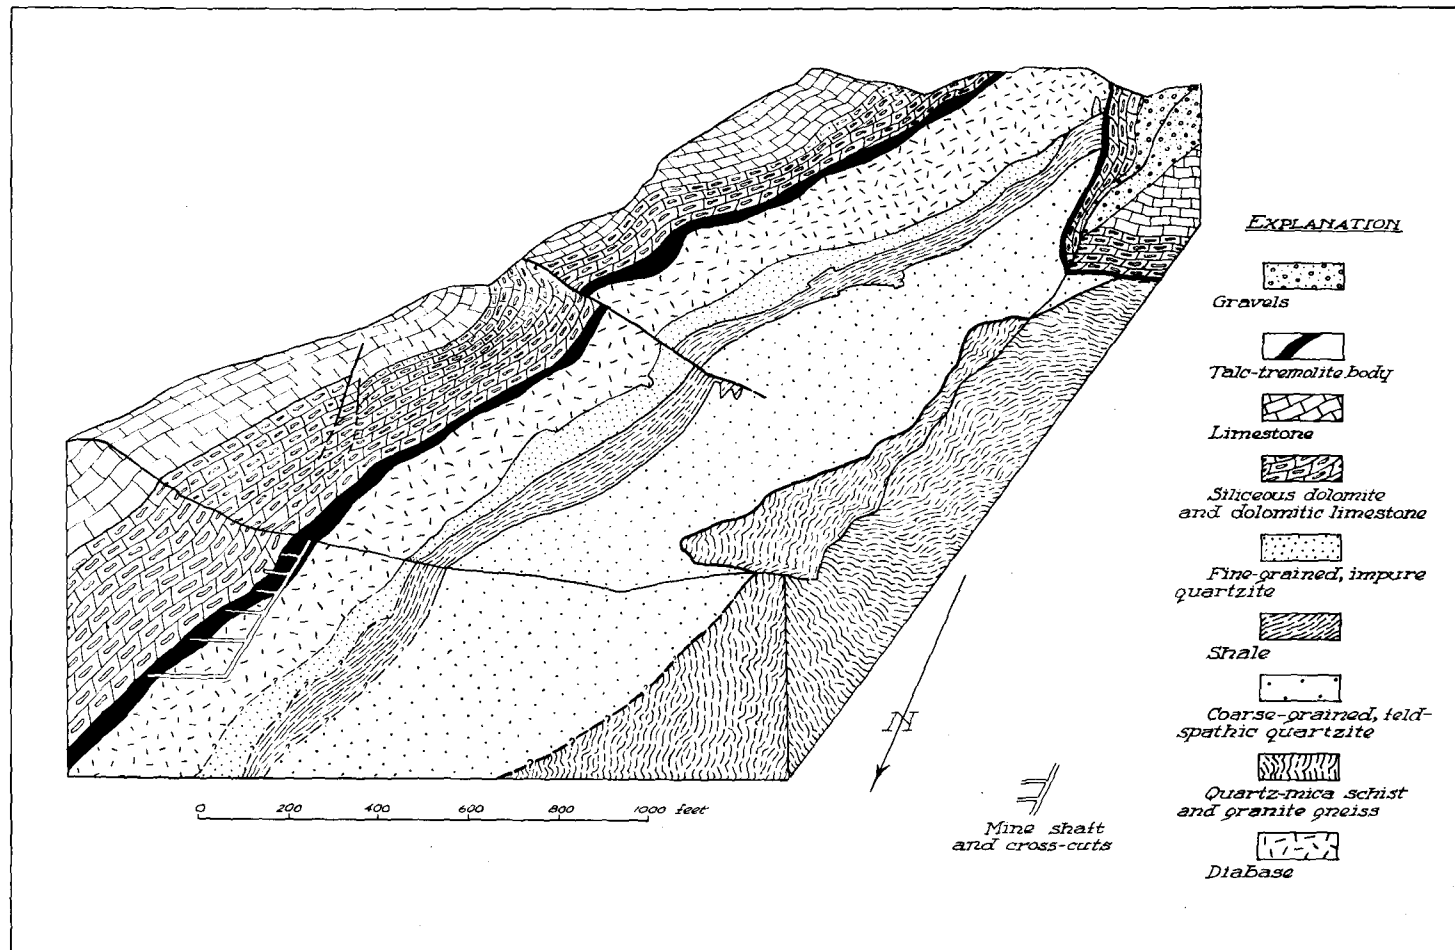 EXPLANATION
Gravels
Talc-tremolite body
Limestone
Siliceous dolomite
and dolomitic limestone
Fine-grained, impure
quartzite
Shale
Coarse-grained, feld-
spathic quartzite
Quartz-mica schist
and granite gneiss
Diabase
N
0 200 400 600 800 1000 feet
Mine shaft
and cross-cuts